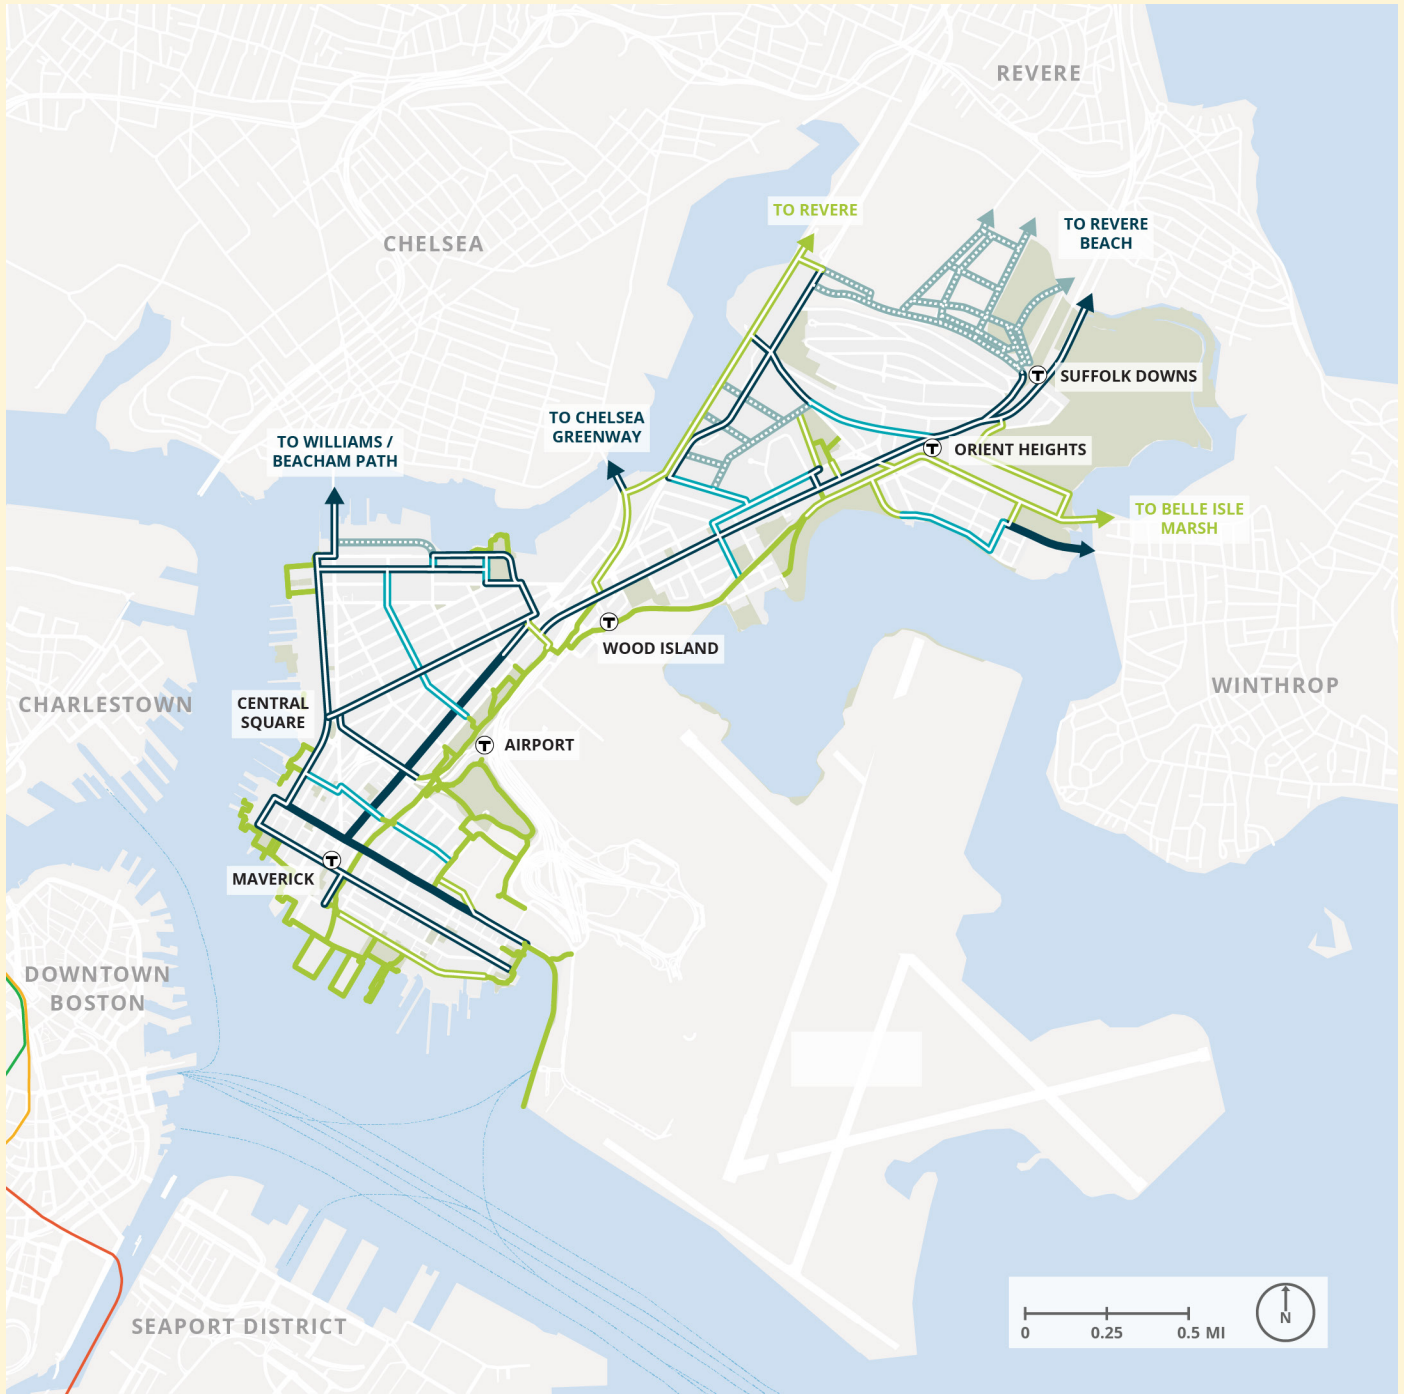 REVERE
TO REVERE
TO REVERE
BEACH
CHELSEA
SUFFOLK DOWNS
T
TO CHELSEA
GREENWAY
TO WILLIAMS /
BEACHAM PATH
T
ORIENT HEIGHTS
TO BELLE ISLE
MARSH
T
WOOD ISLAND
WINTHROP
CHARLESTOWN
CENTRAL
SQUARE
T
AIRPORT
T
MAVERICK
DOWNTOWN
BOSTON
SEAPORT DISTRICT
N
0
0.25
0.5 MI